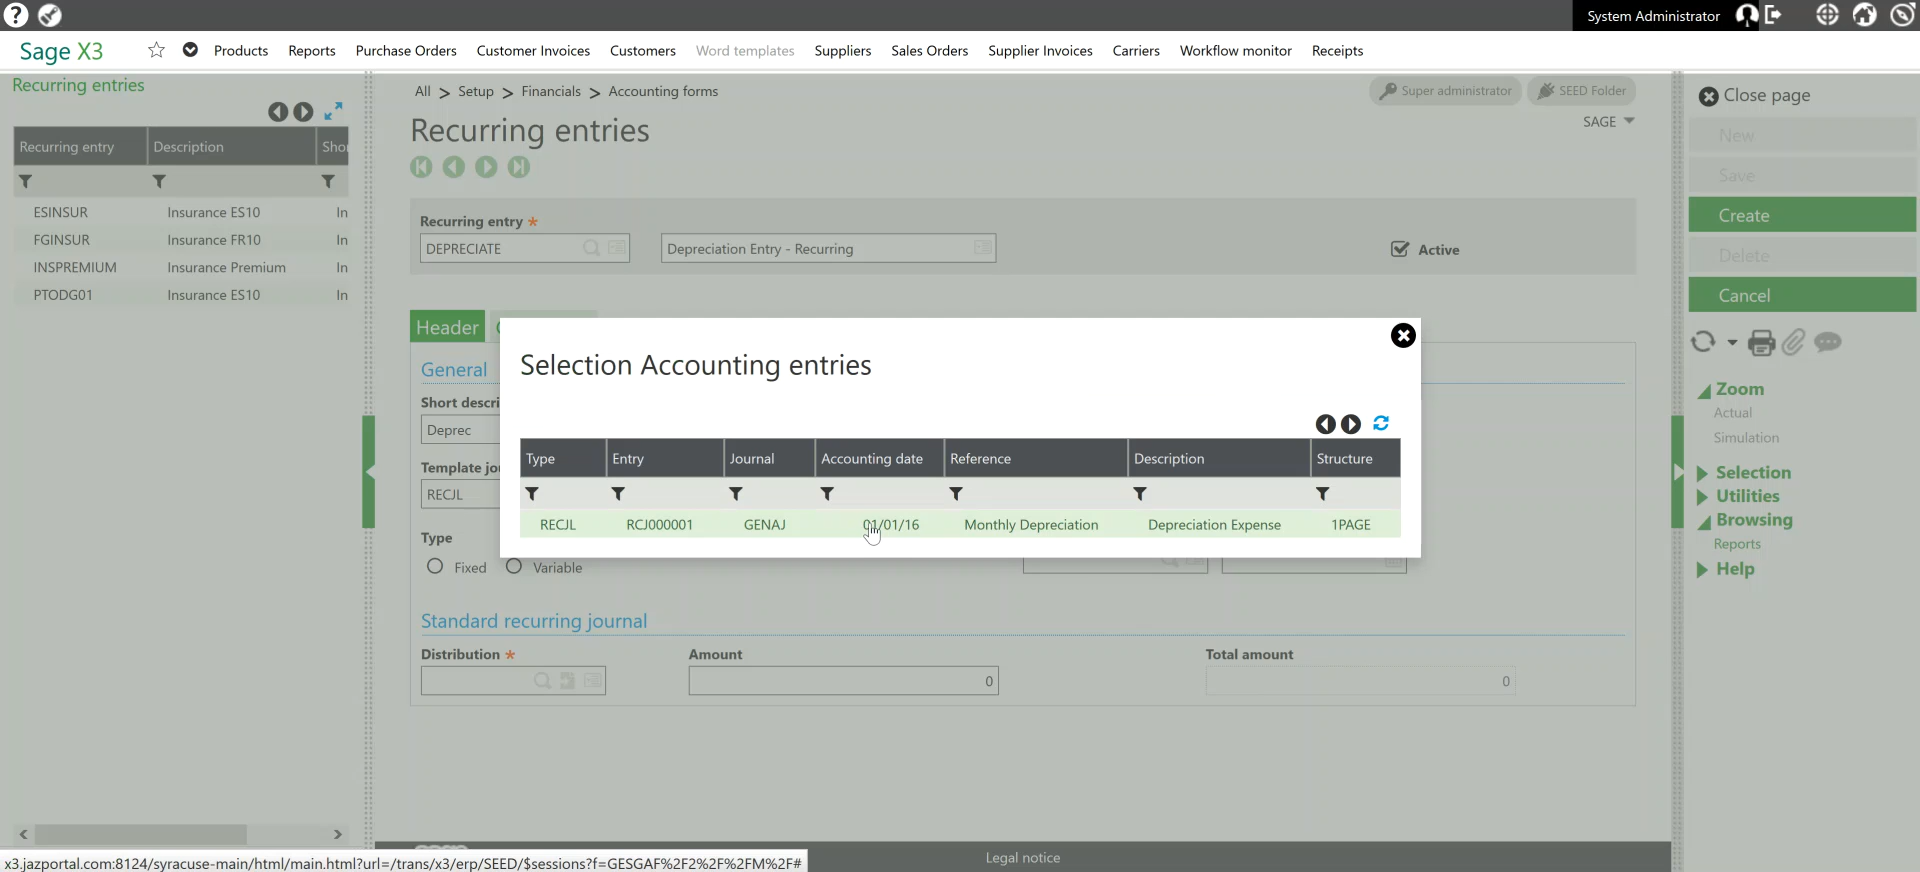 ?
System Administrator
Sage X3
Products Reports Purchase Orders Customer Invoices Customers Word templates Suppliers Sales Orders Supplier Invoices Carriers Workflow monitor Receipts
Recurring entries
Recurring entry Description Shor
ESINSUR Insurance ES10 In
FGINSUR Insurance FR10 In
INSPREMIUM Insurance Premium In
PTODG01 Insurance ES10 In
All > Setup > Financials > Accounting forms
Super administrator SEED Folder
Recurring entries
SAGE
Recurring entry *
DEPRECIATE Depreciation Entry - Recurring Active
Header
General
Short descri
Deprec
Template jo
RECJL
Type
Fixed Variable
Selection Accounting entries
Type Entry Journal Accounting date Reference Description Structure
RECJL RCJ000001 GENAJ 01/01/16 Monthly Depreciation Depreciation Expense 1PAGE
Standard recurring journal
Distribution * Amount Total amount
0 0
Close page
New
Save
Create
Delete
Cancel
Zoom
Actual
Simulation
Selection
Utilities
Browsing
Reports
Help
Legal notice
x3.jazportal.com:8124/syracuse-main/html/main.html?url=/trans/x3/erp/SEED/$sessions?f=GESGAF%2F2%2F%2FM%2F#